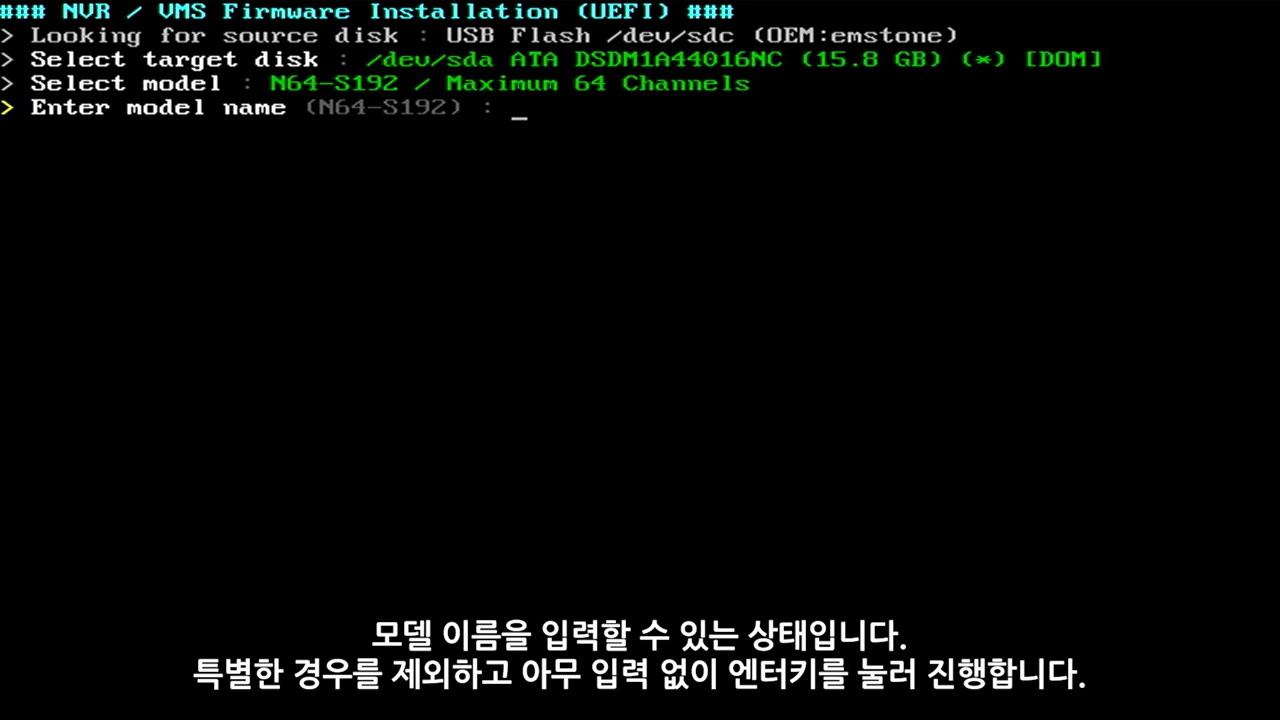 ### NVR / VMS Firmware Installation (UEFI) ###
> Looking for source disk : USB Flash /dev/sdc (OEM:emstone)
> Select target disk : /dev/sda ATA DSDM1A44016NC (15.8 GB) (*) [DOM]
> Select model : N64-S192 / Maximum 64 Channels
> Enter model name (N64-S192) : _
모델 이름을 입력할 수 있는 상태입니다.
특별한 경우를 제외하고 아무 입력 없이 엔터키를 눌러 진행합니다.